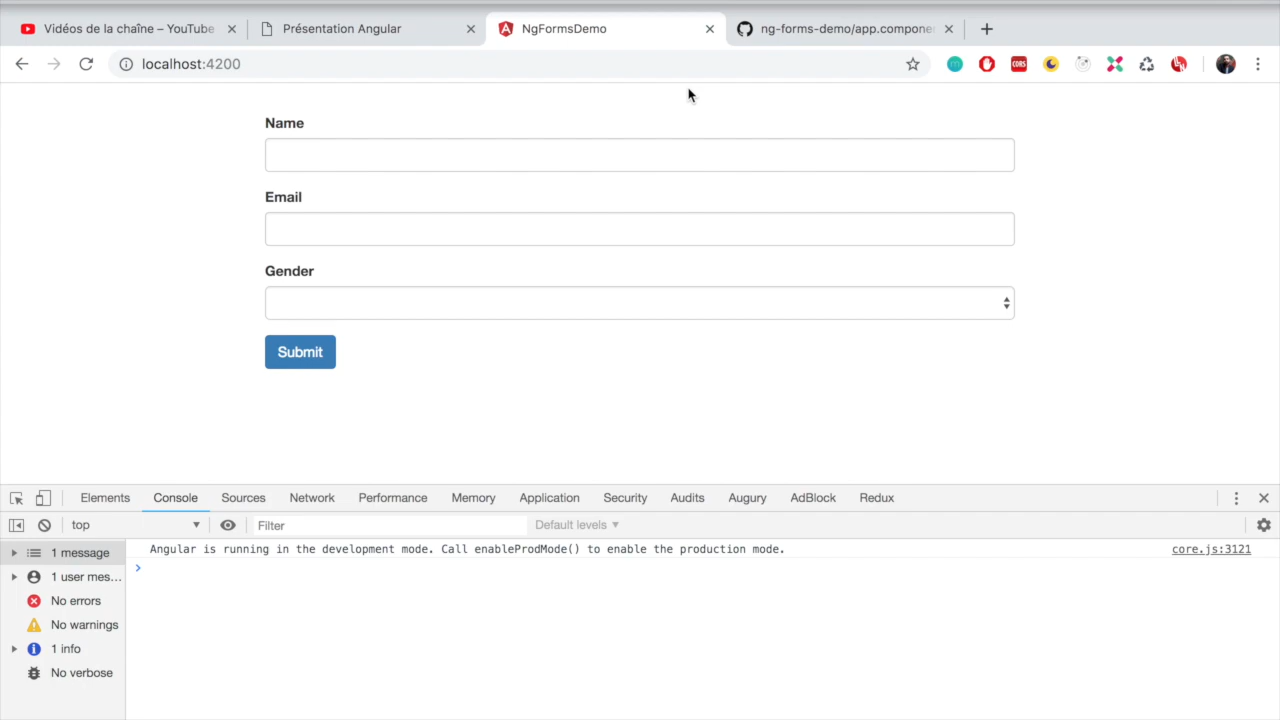 Vidéos de la chaîne – YouTube
Présentation Angular
NgFormsDemo
ng-forms-demo/app.compone
localhost:4200
CORS
Name
Email
Gender
Submit
Elements Console Sources Network Performance Memory Application Security Audits Augury AdBlock Redux
top
Filter
Default levels
1 message
1 user mes…
No errors
No warnings
1 info
No verbose
Angular is running in the development mode. Call enableProdMode() to enable the production mode.
core.js:3121